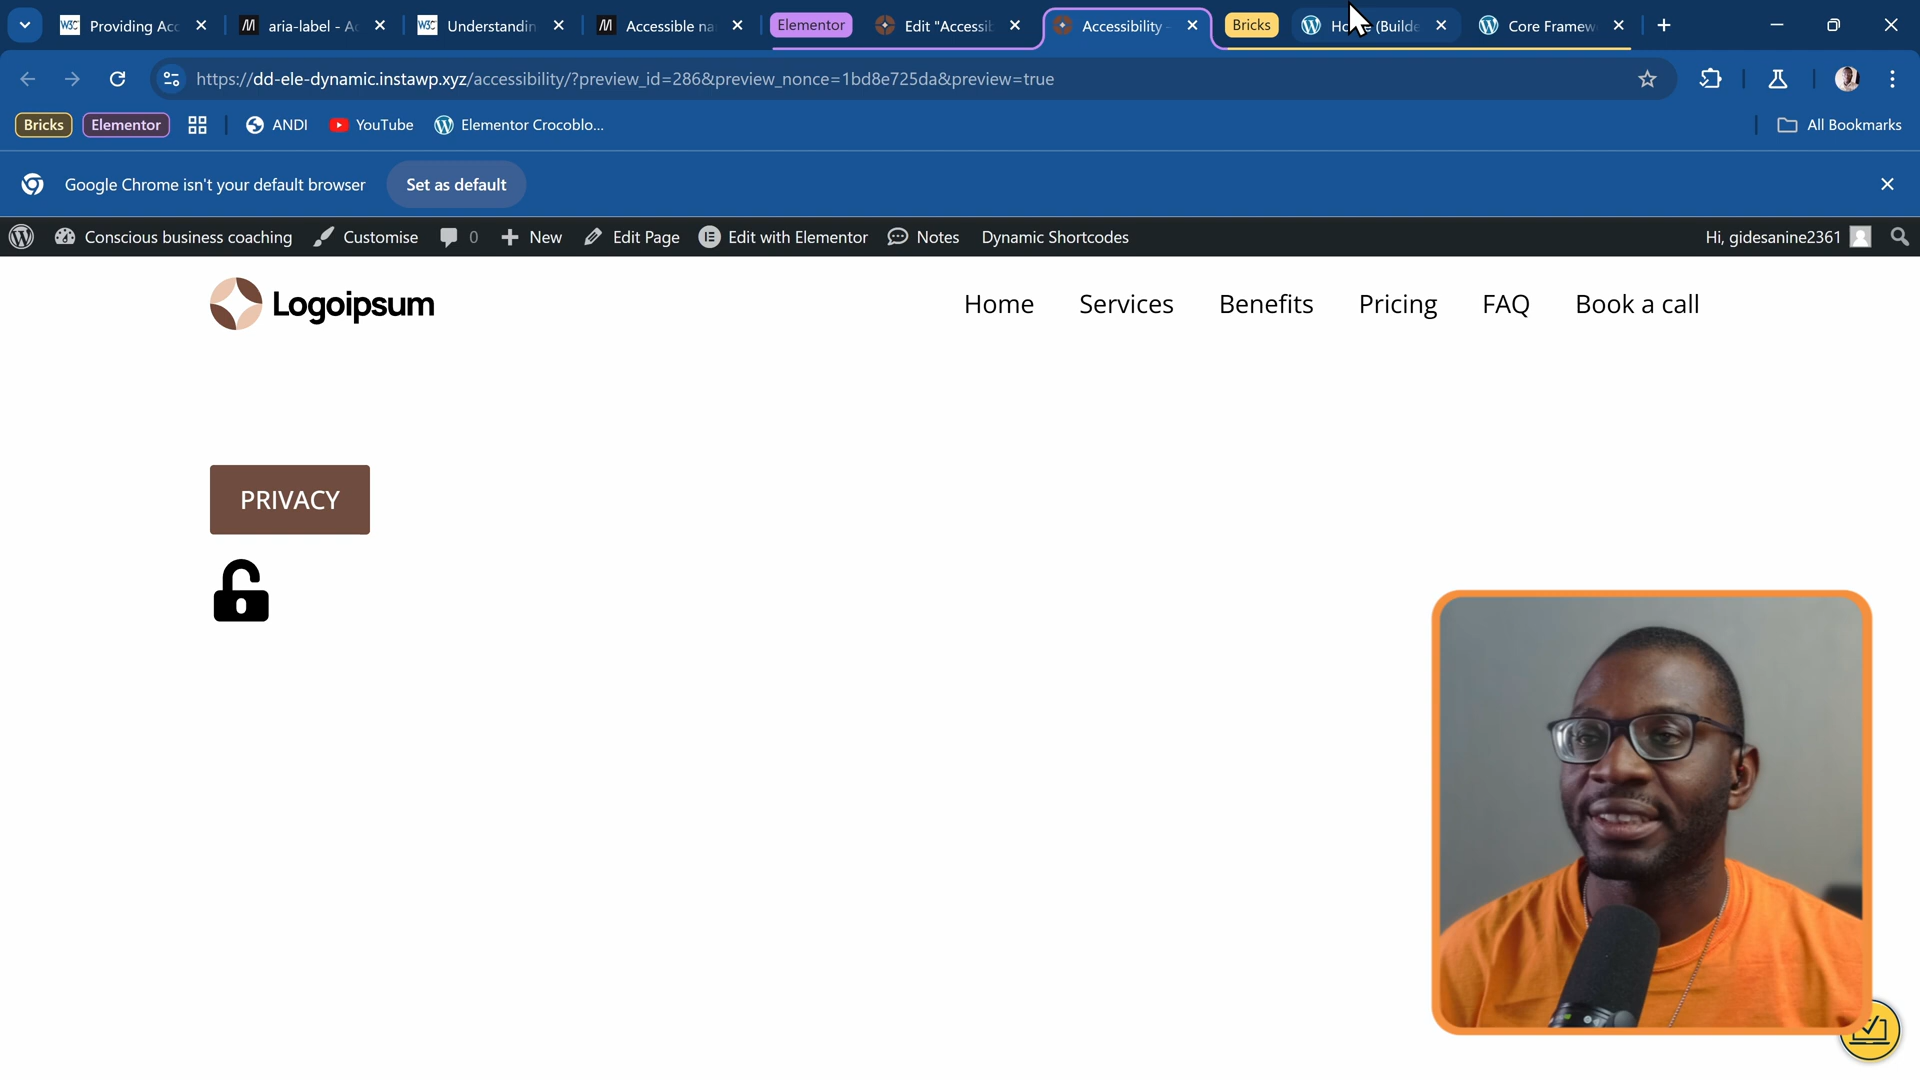 Providing Acc
aria-label - Ac
Understandin
Accessible na
Elementor
Edit "Accessib
Accessibility -
Bricks
(Builde
Core Framew
https://dd-ele-dynamic.instawp.xyz/accessibility/?preview_id=286&preview_nonce=1bd8e725da&preview=true
Bricks
Elementor
ANDI
YouTube
Elementor Crocoblo...
All Bookmarks
Google Chrome isn't your default browser
Set as default
Conscious business coaching
Customise
0
New
Edit Page
Edit with Elementor
Notes
Dynamic Shortcodes
Hi, gidesanine2361
Logoipsum
Home
Services
Benefits
Pricing
FAQ
Book a call
PRIVACY